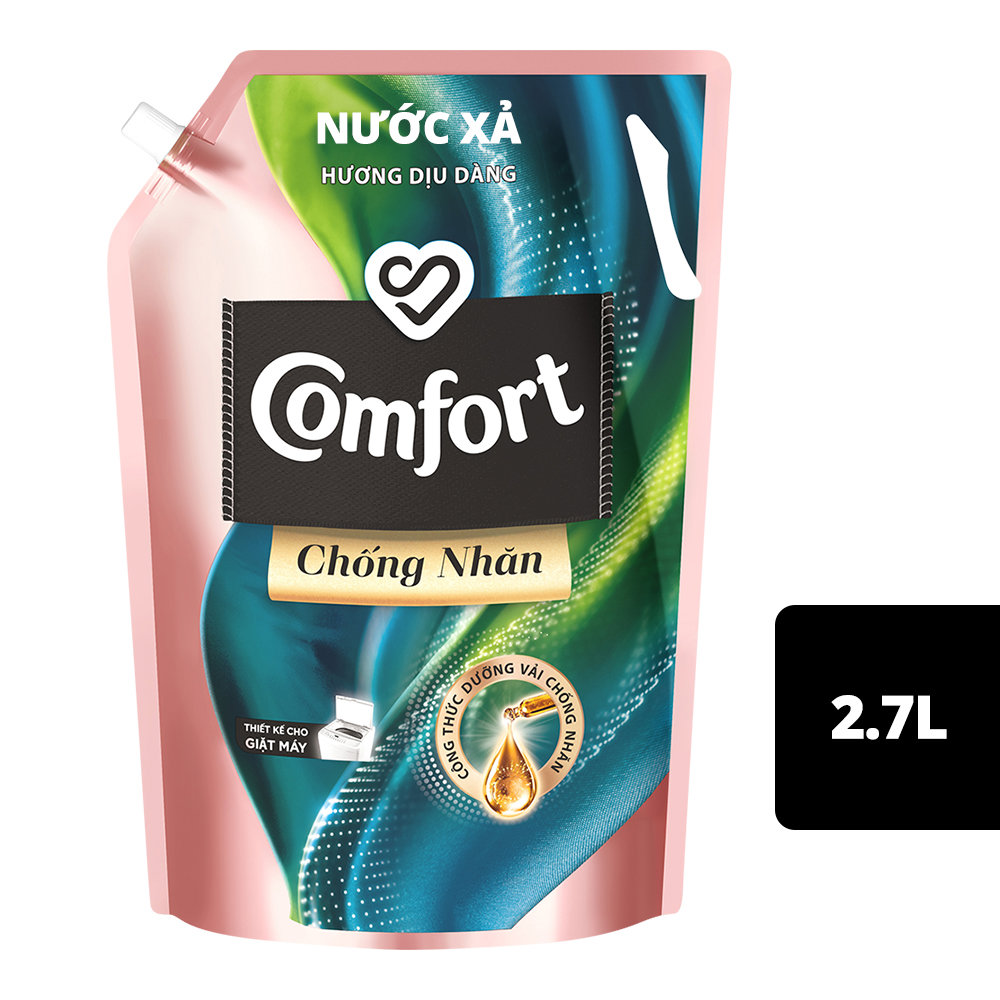 NƯỚC XẢ
HƯƠNG DỊU DÀNG
Comfort
Chống Nhăn
CÔNG THỨC DƯỠNG VẢI CHỐNG NHĂN
THIẾT KẾ CHO
GIẶT MÁY
2.7L